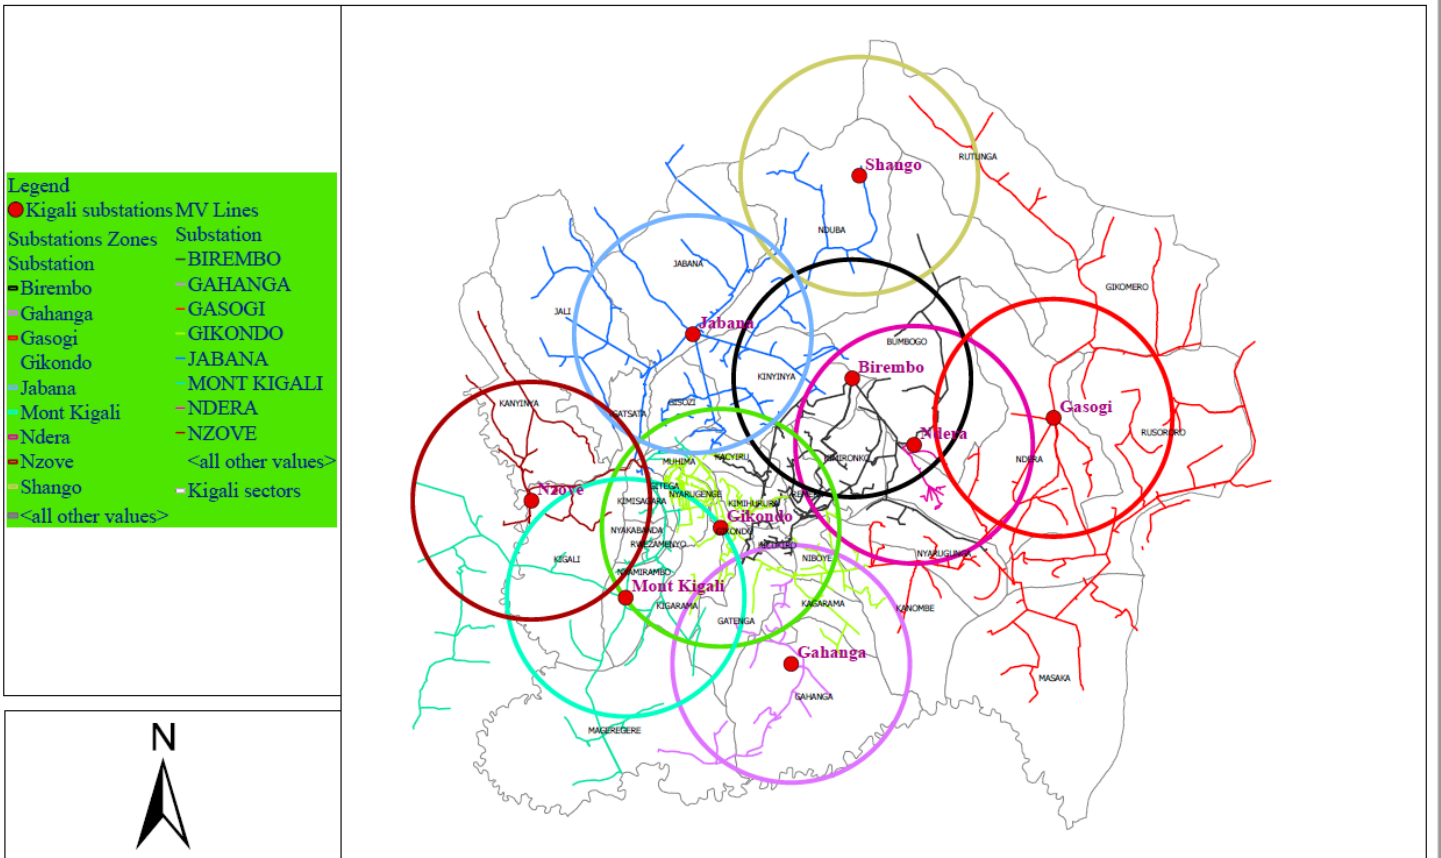 Legend
Kigali substations
Substations Zones
Substation
Birembo
Gahanga
Gasogi
Gikondo
Jabana
Mont Kigali
Ndera
Nzove
Shango
<all other values>
MV Lines
Substation
BIREMBO
GAHANGA
GASOGI
GIKONDO
JABANA
MONT KIGALI
NDERA
NZOVE
<all other values>
Kigali sectors
N
RUTUNGA
Shango
NDUBA
JABANA
GIKOMERO
JALI
Jabana
BUMBOGO
Birembo
KINYINYA
KANYINYA
GISOZI
GATSATA
Gasogi
RUSORORO
Ndera
KACYIRU
MUHIMA
KIMIRONKO
NDERA
GITEGA
Nzove
NYARUGENGE
KIMISAGARA
KIMIHURURA
REMERA
Gikondo
NYAKABANDA
GIKONDO
RWEZAMENYO
NYARUGUNGA
KIGALI
NIBOYE
NYAMIRAMBO
Mont Kigali
KIGARAMA
KAGARAMA
KANOMBE
GATENGA
Gahanga
MASAKA
GAHANGA
MAGEREGERE